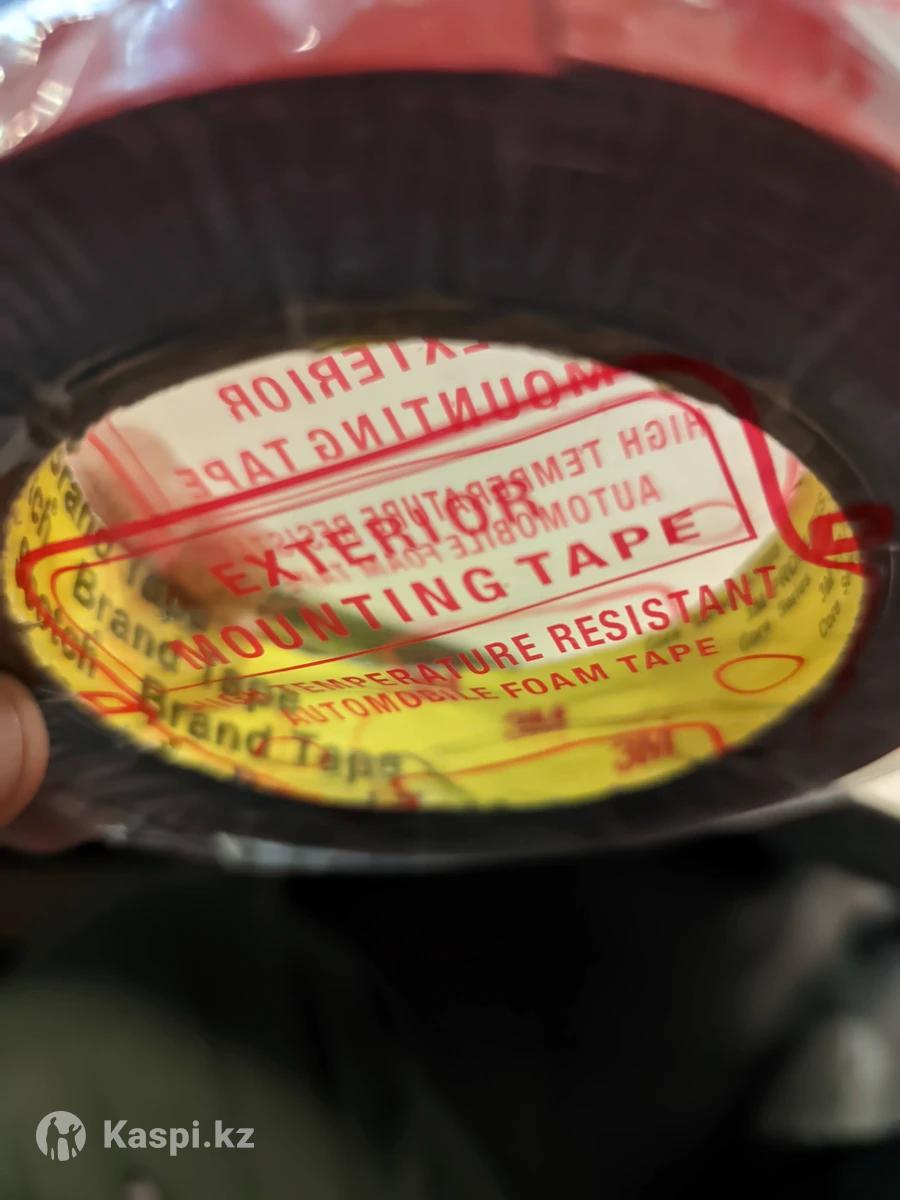 EXTERIOR
MOUNTING TAPE
HIGH TEMPERATURE RESISTANT
AUTOMOBILE FOAM TAPE
EXTERIOR
MOUNTING TAPE
HIGH TEMPERATURE RESISTANT
AUTOMOBILE FOAM TAPE
Brand Tape
Brand Tape
3M
3M
Kaspi.kz